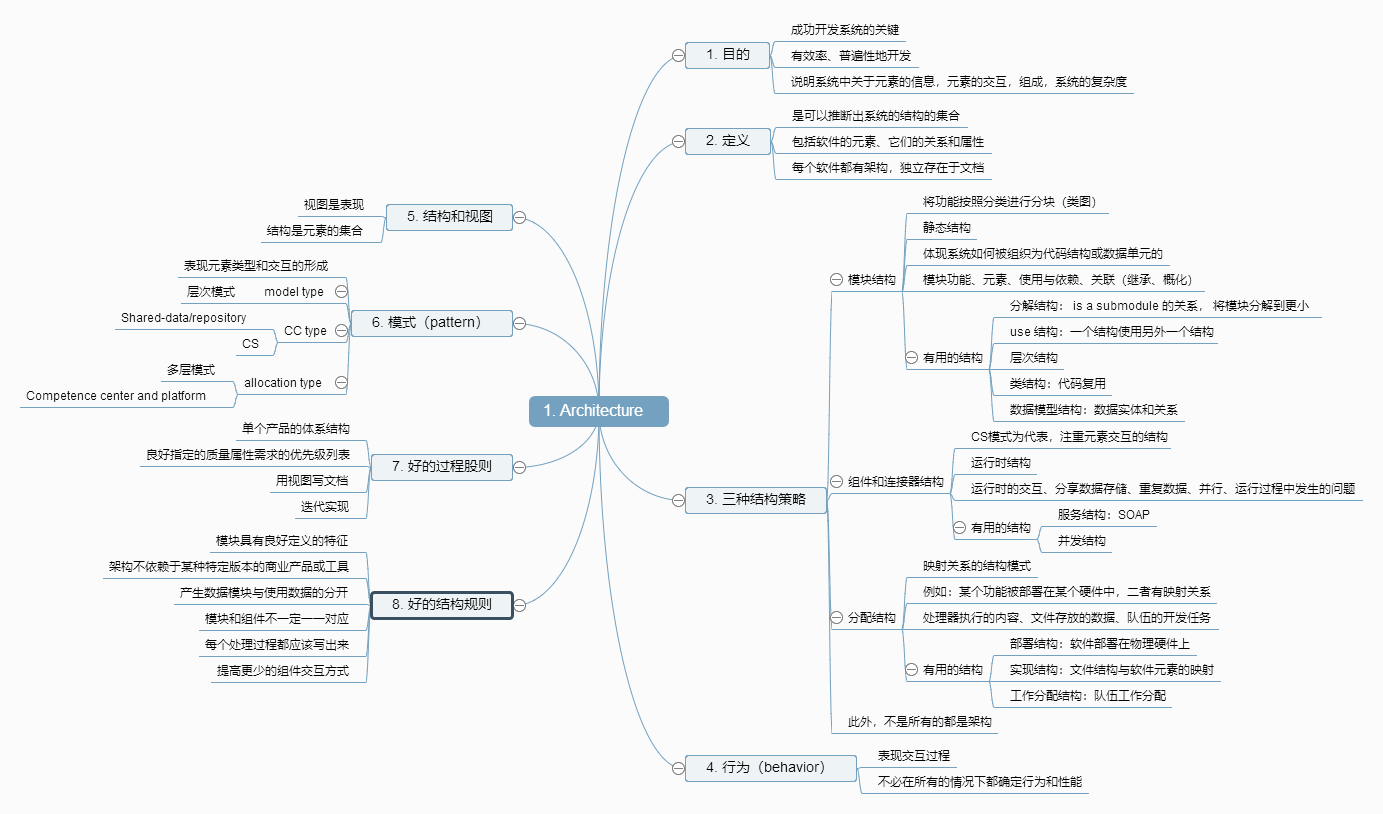 1. Architecture
1. 目的
成功开发系统的关键
有效率、普遍性地开发
说明系统中关于元素的信息，元素的交互，组成，系统的复杂度
2. 定义
是可以推断出系统的结构的集合
包括软件的元素、它们的关系和属性
每个软件都有架构，独立存在于文档
3. 三种结构策略
模块结构
将功能按照分类进行分块（类图）
静态结构
体现系统如何被组织为代码结构或数据单元的
模块功能、元素、使用与依赖、关联（继承、概化）
有用的结构
分解结构： is a submodule 的关系， 将模块分解到更小
use 结构：一个结构使用另外一个结构
层次结构
类结构：代码复用
数据模型结构：数据实体和关系
组件和连接器结构
CS模式为代表，注重元素交互的结构
运行时结构
运行时的交互、分享数据存储、重复数据、并行、运行过程中发生的问题
有用的结构
服务结构：SOAP
并发结构
分配结构
映射关系的结构模式
例如：某个功能被部署在某个硬件中，二者有映射关系
处理器执行的内容、文件存放的数据、队伍的开发任务
有用的结构
部署结构：软件部署在物理硬件上
实现结构：文件结构与软件元素的映射
工作分配结构：队伍工作分配
此外，不是所有的都是架构
4. 行为（behavior）
表现交互过程
不必在所有的情况下都确定行为和性能
5. 结构和视图
视图是表现
结构是元素的集合
6. 模式（pattern）
表现元素类型和交互的形成
model type
层次模式
CC type
Shared-data/repository
CS
allocation type
多层模式
Competence center and platform
7. 好的过程股则
单个产品的体系结构
良好指定的质量属性需求的优先级列表
用视图写文档
迭代实现
8. 好的结构规则
模块具有良好定义的特征
架构不依赖于某种特定版本的商业产品或工具
产生数据模块与使用数据的分开
模块和组件不一定一一对应
每个处理过程都应该写出来
提高更少的组件交互方式